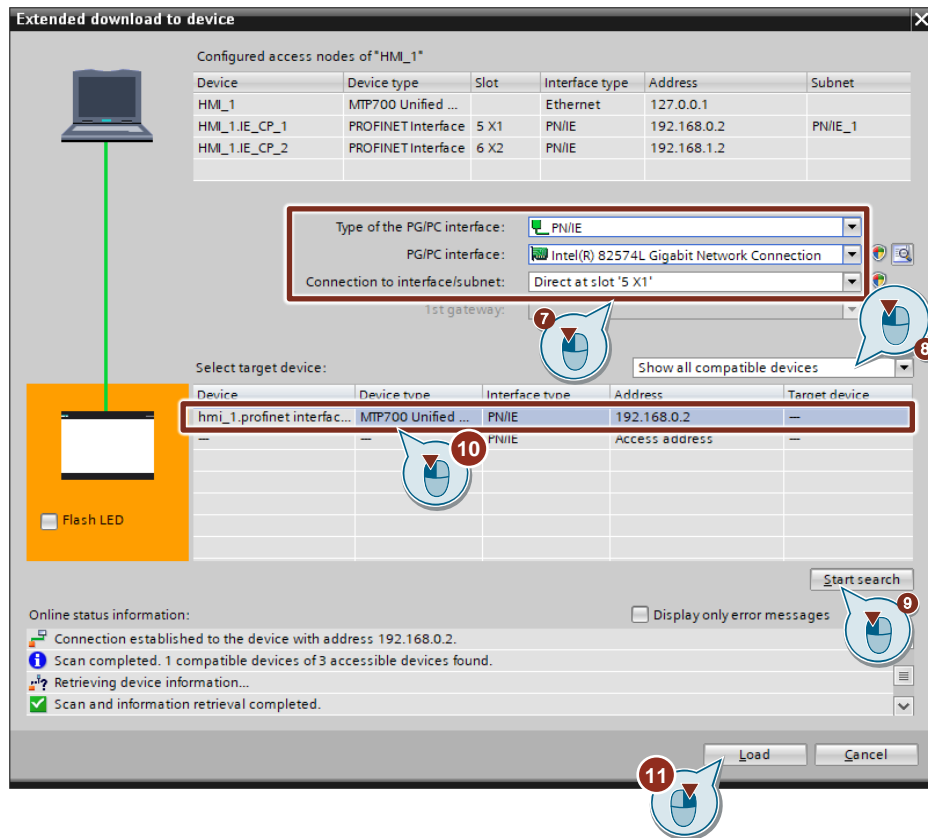 Extended download to device
Configured access nodes of "HMI_1"
Device Device type Slot Interface type Address Subnet
HMI_1 MTP700 Unified ... Ethernet 127.0.0.1
HMI_1.IE_CP_1 PROFINET Interface 5 X1 PN/IE 192.168.0.2 PN/IE_1
HMI_1.IE_CP_2 PROFINET Interface 6 X2 PN/IE 192.168.1.2
Type of the PG/PC interface: PN/IE
PG/PC interface: Intel(R) 82574L Gigabit Network Connection
Connection to interface/subnet: Direct at slot '5 X1'
1st gateway:
7
8
Select target device: Show all compatible devices
Device Device type Interface type Address Target device
hmi_1.profinet interfac... MTP700 Unified ... PN/IE 192.168.0.2 —
— — PN/IE Access address —
10
Flash LED
Start search
9
Online status information: Display only error messages
Connection established to the device with address 192.168.0.2.
Scan completed. 1 compatible devices of 3 accessible devices found.
Retrieving device information...
Scan and information retrieval completed.
Load Cancel
11